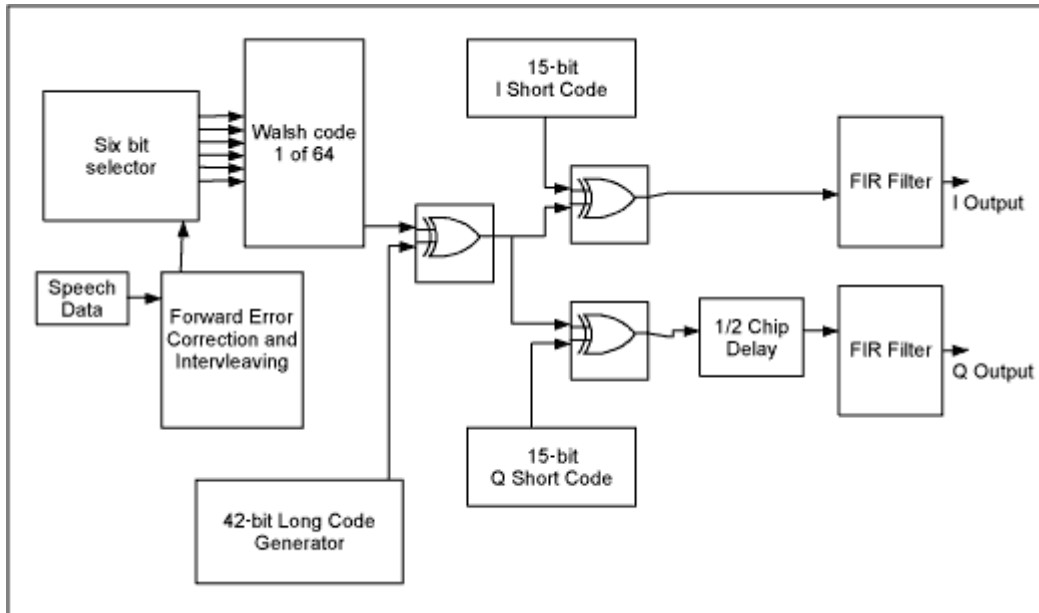 15-bit
I Short Code
Six bit
selector
Walsh code
1 of 64
FIR Filter
I Output
Speech
Data
Forward Error
Correction and
Intervleaving
1/2 Chip
Delay
FIR Filter
Q Output
15-bit
Q Short Code
42-bit Long Code
Generator